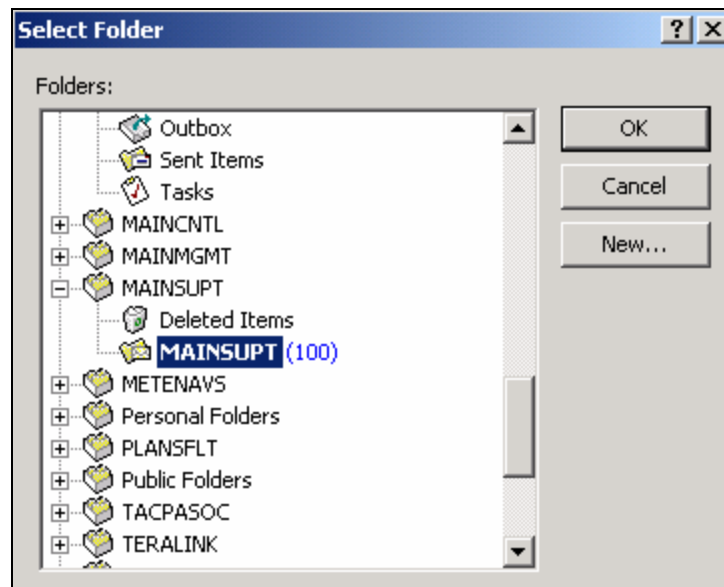 Select Folder
Folders:
Outbox
Sent Items
Tasks
MAINCNTL
MAINMGMT
MAINSUPT
Deleted Items
MAINSUPT (100)
METENAVS
Personal Folders
PLANSFLT
Public Folders
TACPASOC
TERALINK
OK
Cancel
New...